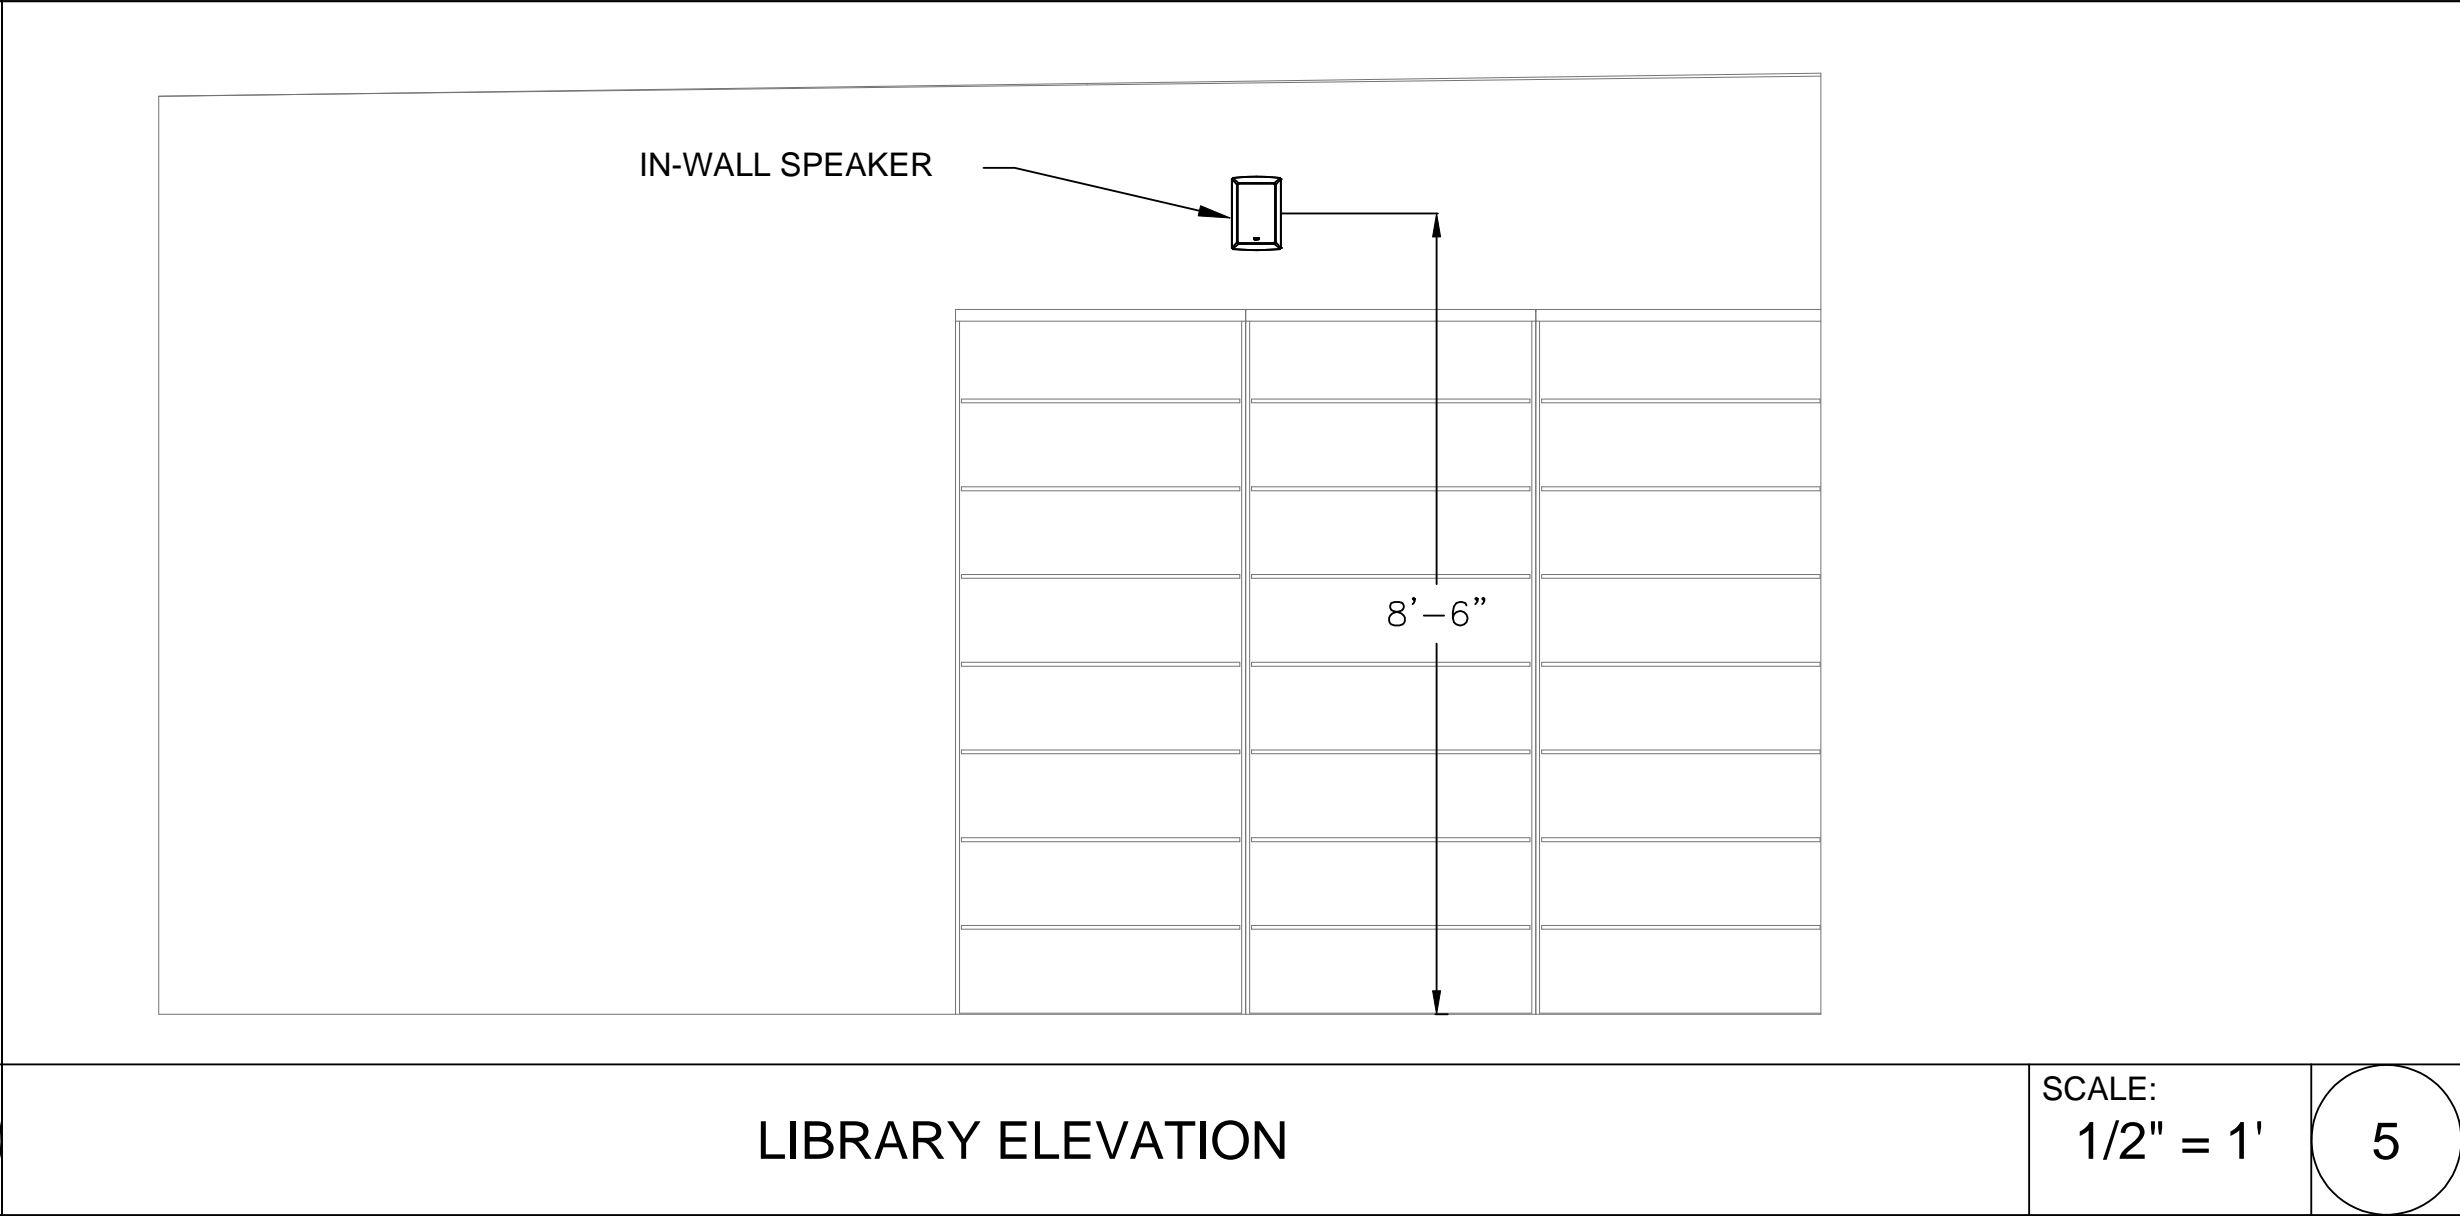 IN-WALL SPEAKER
8’-6”
LIBRARY ELEVATION
SCALE:
1/2" = 1'
5